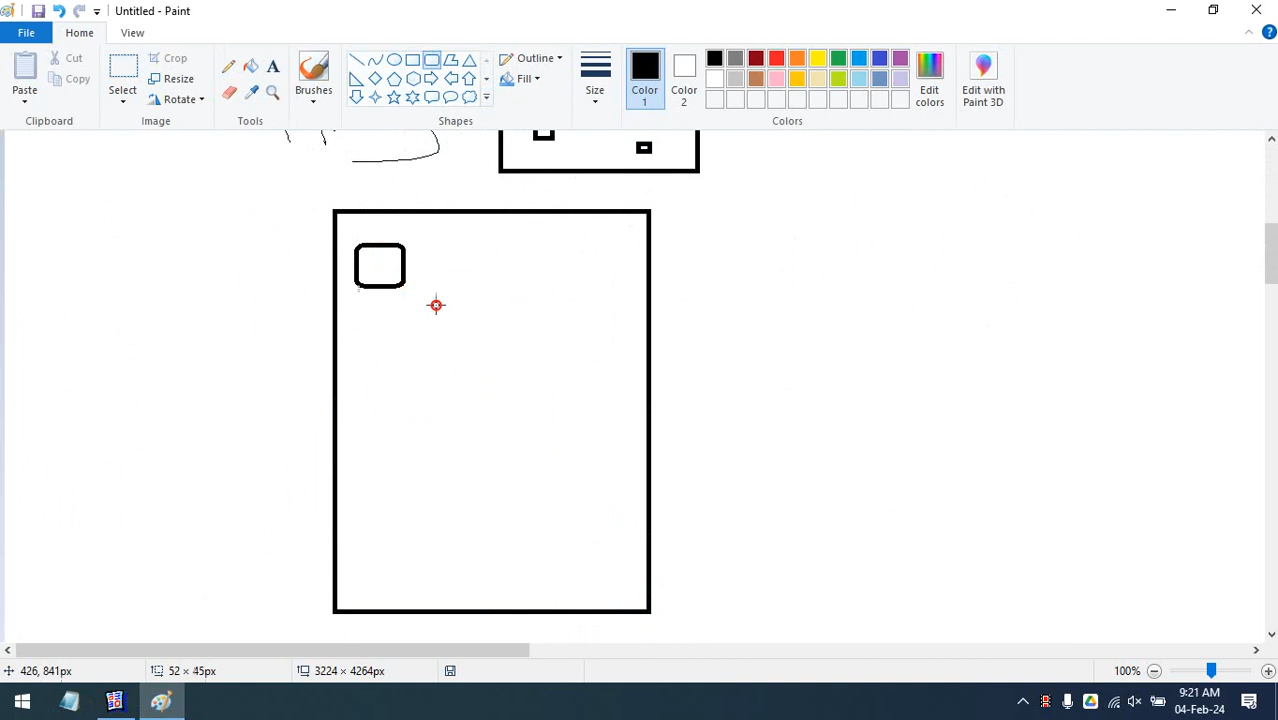 Untitled - Paint
File
Home
View
Paste
Cut
Copy
Clipboard
Select
Crop
Resize
Rotate
Image
Tools
Brushes
Shapes
Outline
Fill
Size
Color 1
Color 2
Edit colors
Colors
Edit with Paint 3D
426, 841px
52 × 45px
3224 × 4264px
100%
9:21 AM
04-Feb-24